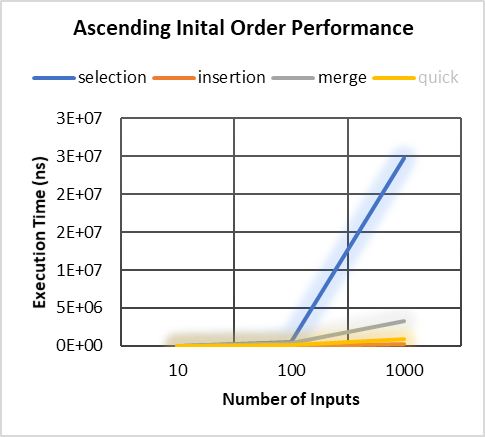 Ascending Inital Order Performance
selection insertion merge quick
3E+07
3E+07
2E+07
2E+07
1E+07
5E+06
0E+00
Execution Time (ns)
10 100 1000
Number of Inputs